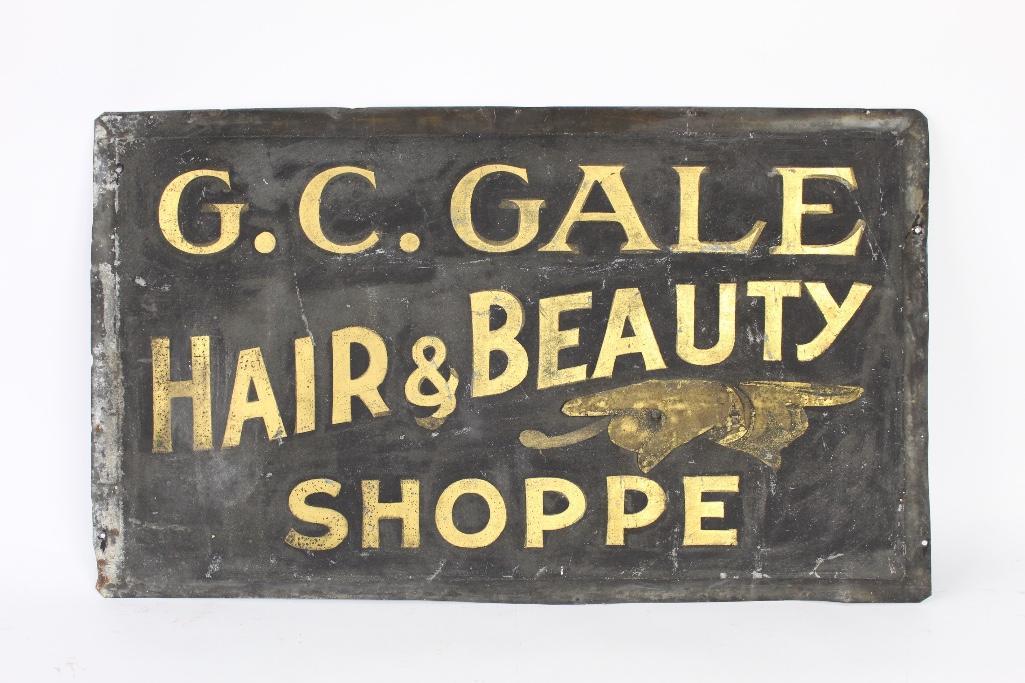 G. C. GALE
HAIR & BEAUTY
SHOPPE